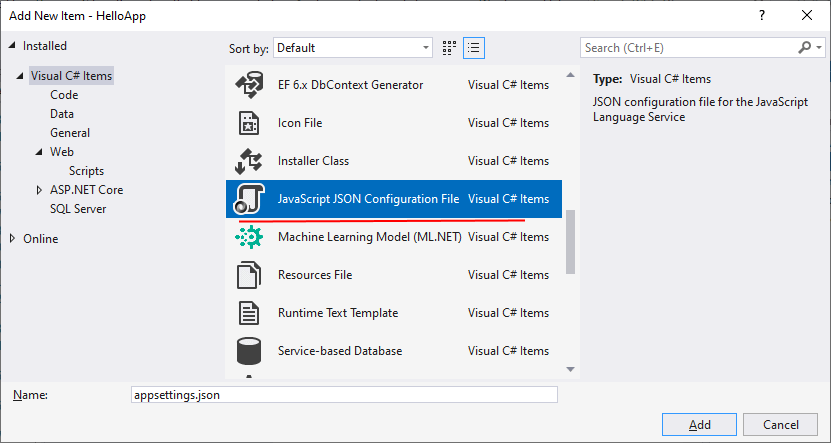 Add New Item - HelloApp
?
Installed
Sort by: Default
Search (Ctrl+E)
Visual C# Items
Code
Data
General
Web
Scripts
ASP.NET Core
SQL Server
Online
EF 6.x DbContext Generator Visual C# Items
Icon File Visual C# Items
Installer Class Visual C# Items
JavaScript JSON Configuration File Visual C# Items
Machine Learning Model (ML.NET) Visual C# Items
Resources File Visual C# Items
Runtime Text Template Visual C# Items
Service-based Database Visual C# Items
Type: Visual C# Items
JSON configuration file for the JavaScript
Language Service
Name: appsettings.json
Add Cancel